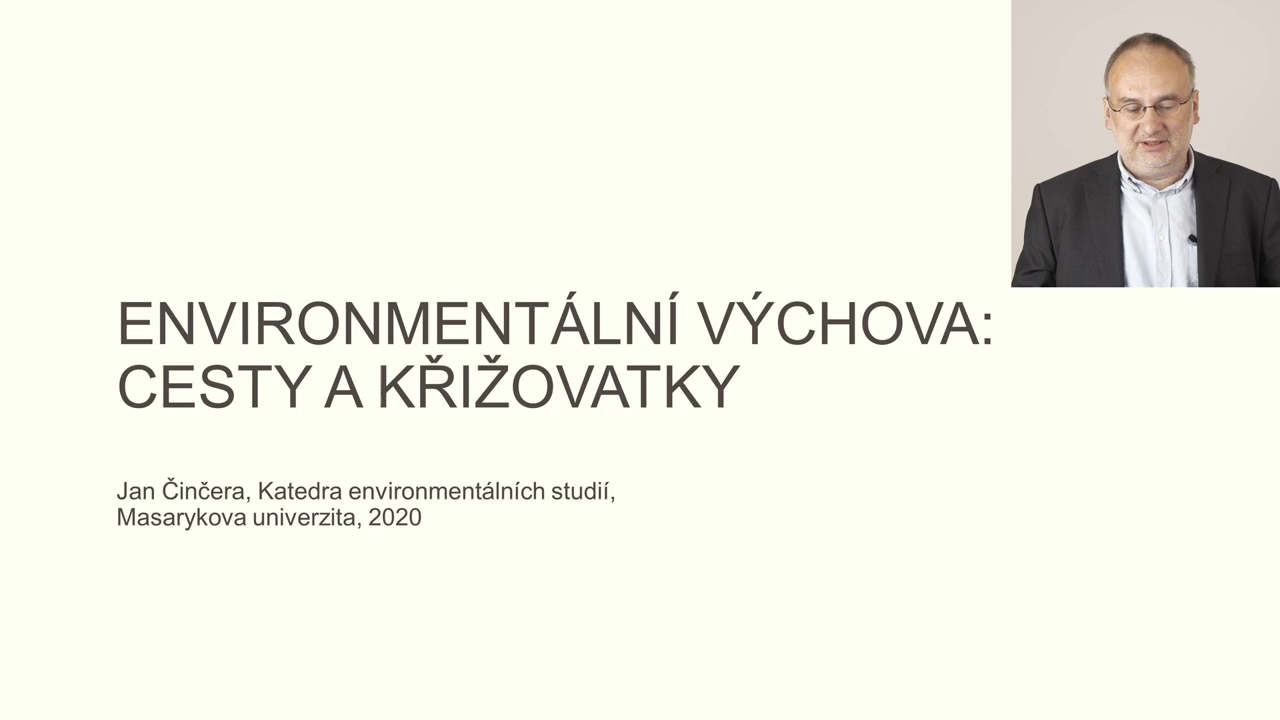 ENVIRONMENTÁLNÍ VÝCHOVA:
CESTY A KŘIŽOVATKY
Jan Činčera, Katedra environmentálních studií,
Masarykova univerzita, 2020